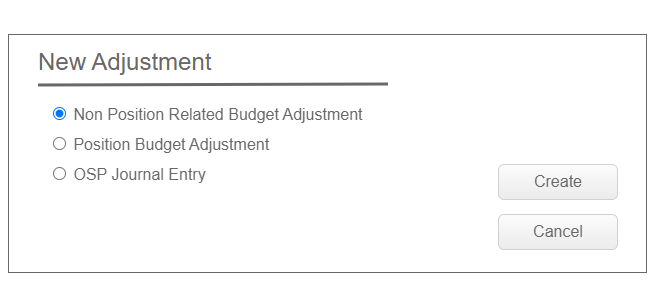 New Adjustment
Non Position Related Budget Adjustment
Position Budget Adjustment
OSP Journal Entry
Create
Cancel